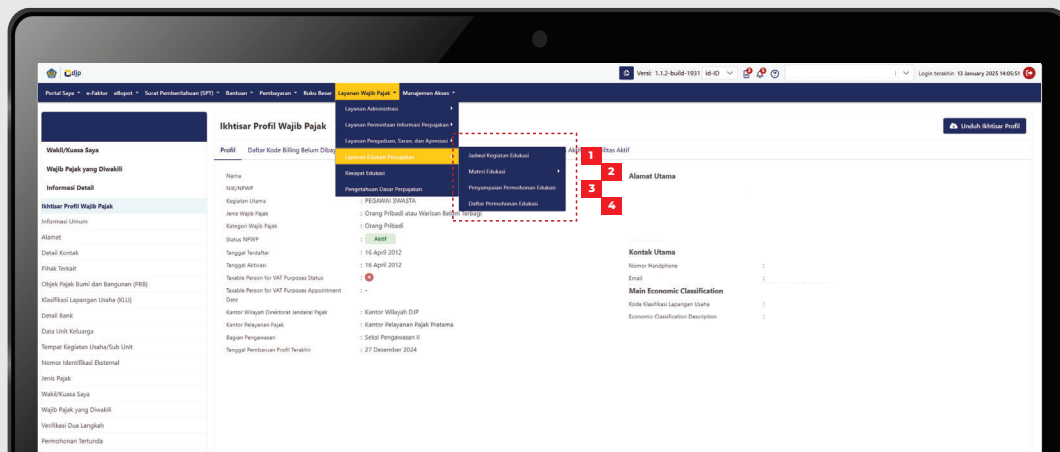 djp
Versi: 1.1.2-build-1931 id-ID
Login terakhir: 13 January 2025 14:05:51
Portal Saya e-Faktur eBupot Surat Pemberitahuan (SPT) Bantuan Pembayaran Buku Besar Layanan Wajib Pajak Manajemen Akses
Layanan Administrasi
Layanan Permintaan Informasi Perpajakan
Layanan Pengaduan, Saran, dan Apresiasi
Layanan Edukasi Perpajakan
Riwayat Edukasi
Pengetahuan Dasar Perpajakan
Jadwal Kegiatan Edukasi
Materi Edukasi
Penyampaian Permohonan Edukasi
Daftar Permohonan Edukasi
1
2
3
4
Ikhtisar Profil Wajib Pajak
Unduh Ikhtisar Profil
Profil Daftar Kode Billing Belum Dibay
Aktif
Wakil/Kuasa Saya
Wajib Pajak yang Diwakili
Informasi Detail
Ikhtisar Profil Wajib Pajak
Informasi Umum
Alamat
Detail Kontak
Pihak Terkait
Objek Pajak Bumi dan Bangunan (PBB)
Klasifikasi Lapangan Usaha (KLU)
Detail Bank
Data Unit Keluarga
Tempat Kegiatan Usaha/Sub Unit
Nomor Identifikasi Eksternal
Jenis Pajak
Wakil/Kuasa Saya
Wajib Pajak yang Diwakili
Verifikasi Dua Langkah
Permohonan Tertunda
Nama
NIK/NPWP
Kegiatan Utama : PEGAWAI SWASTA
Jenis Wajib Pajak : Orang Pribadi atau Warisan Belum Terbagi
Kategori Wajib Pajak : Orang Pribadi
Status NPWP : Aktif
Tanggal Terdaftar : 16 April 2012
Tanggal Aktivasi : 16 April 2012
Taxable Person for VAT Purposes Status :
Taxable Person for VAT Purposes Appointment Date : -
Kantor Wilayah Direktorat Jenderal Pajak : Kantor Wilayah DJP
Kantor Pelayanan Pajak : Kantor Pelayanan Pajak Pratama
Bagian Pengawasan : Seksi Pengawasan II
Tanggal Pembaruan Profil Terakhir : 27 Desember 2024
Alamat Utama
Kontak Utama
Nomor Handphone :
Email :
Main Economic Classification
Kode Klasifikasi Lapangan Usaha :
Economic Classification Description :